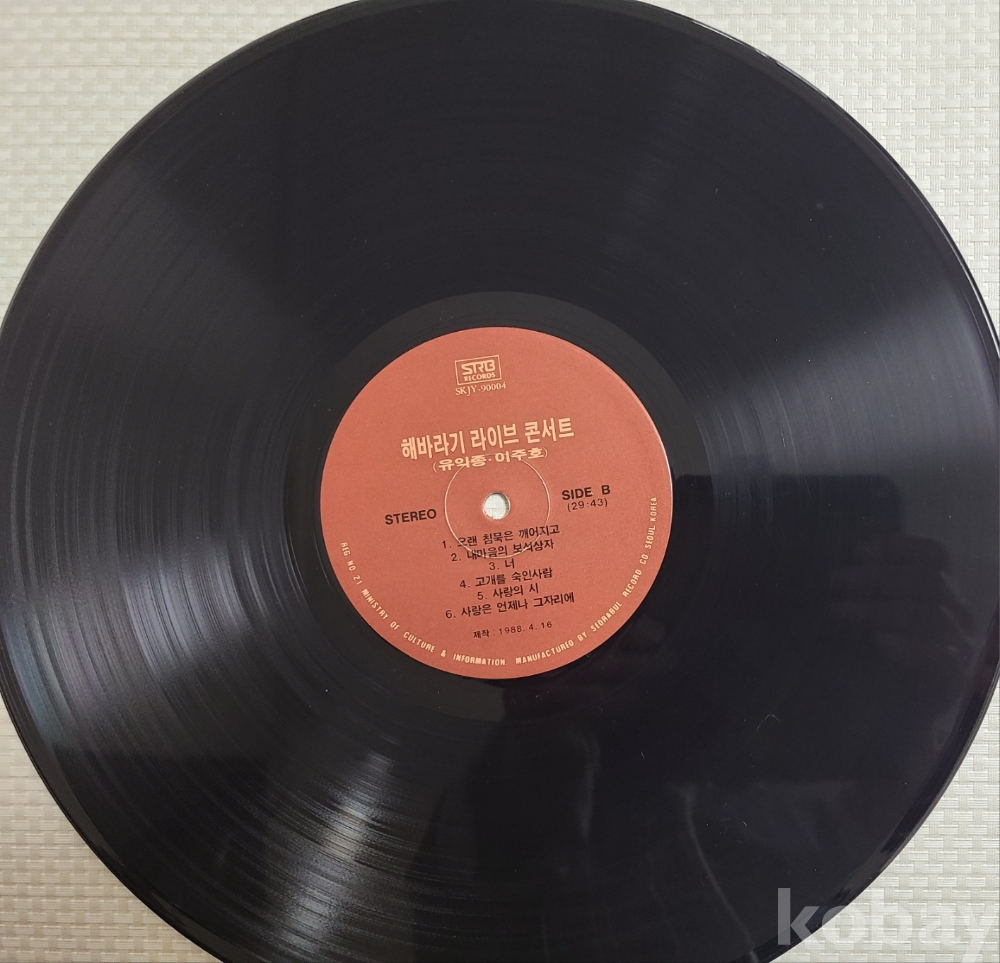 STRB
RECORDS
SKJY-90004
해바라기 라이브 콘서트
(유익종·이주호)
STEREO
SIDE B
(29·43)
1. 오랜 침묵은 깨어지고
2. 내마음의 보석상자
3. 너
4. 고개를 숙인사람
5. 사랑의 시
6. 사랑은 언제나 그자리에
제작 : 1988. 4. 16
REG NO. 21 MINISTRY OF CULTURE & INFORMATION. MANUFACTURED BY SEORABUL RECORD CO. SEOUL KOREA
kobay